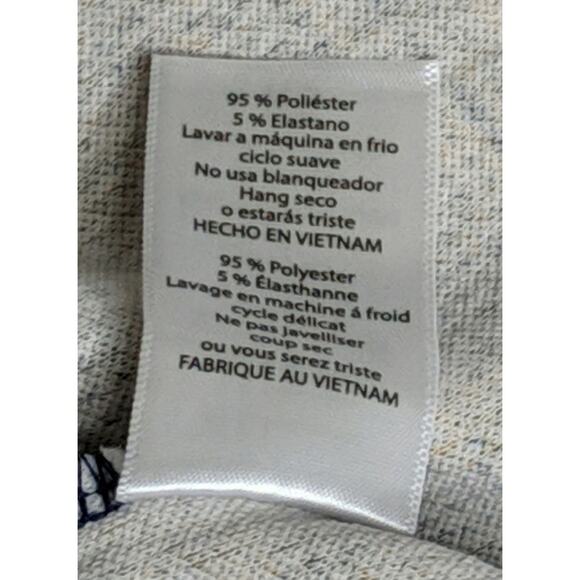 95 % Poliéster
5 % Elastano
Lavar a máquina en frio
ciclo suave
No usa blanqueador
Hang seco
o estarás triste
HECHO EN VIETNAM
95 % Polyester
5 % Élasthanne
Lavage en machine á froid
cycle délicat
Ne pas javelliser
coup sec
ou vous serez triste
FABRIQUE AU VIETNAM